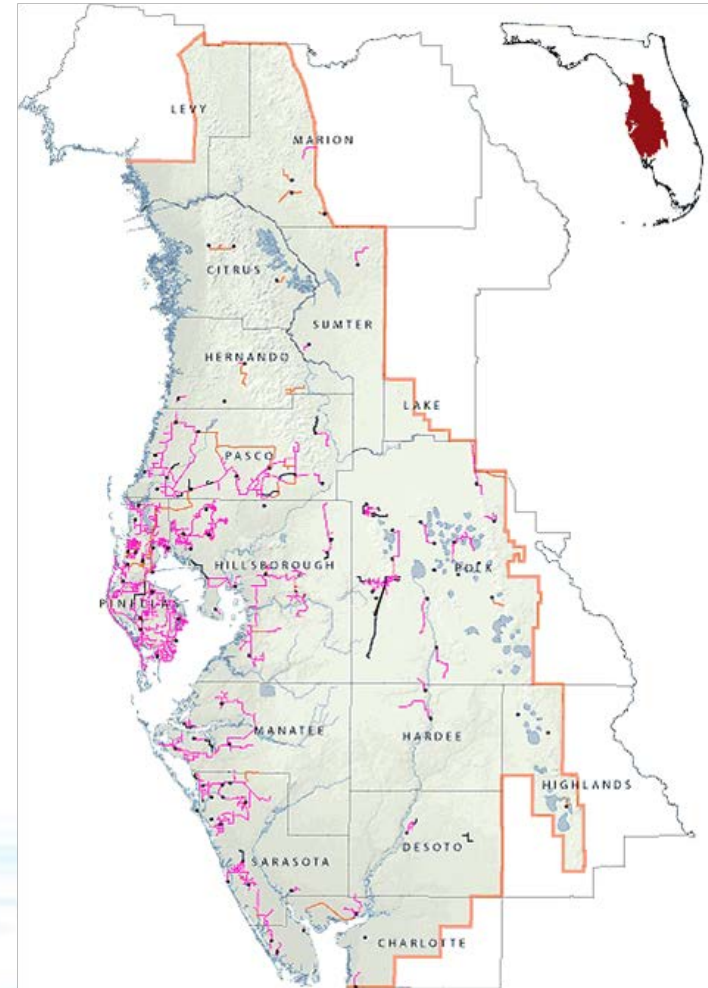 LEVY
MARION
CITRUS
SUMTER
HERNANDO
LAKE
PASCO
HILLSBOROUGH
POLK
PINELLAS
MANATEE
HARDEE
HIGHLANDS
DESOTO
SARASOTA
CHARLOTTE